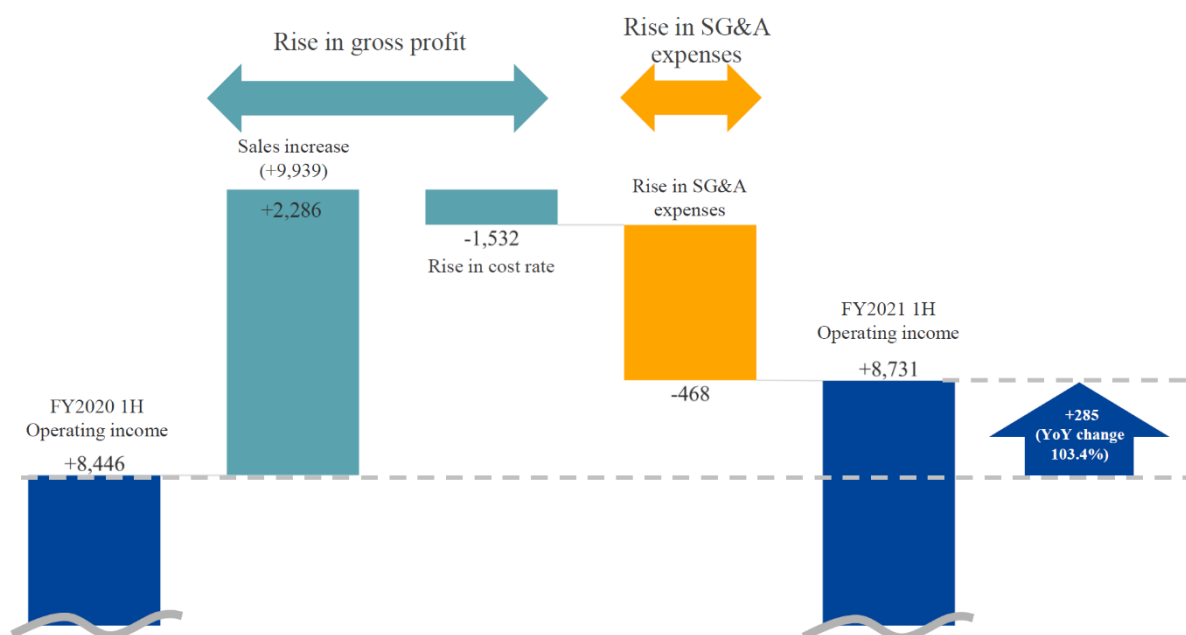 Rise in gross profit
Rise in SG&A
expenses
Sales increase
(+9,939)
+2,286
-1,532
Rise in cost rate
Rise in SG&A
expenses
-468
FY2020 1H
Operating income
+8,446
FY2021 1H
Operating income
+8,731
+285
(YoY change
103.4%)